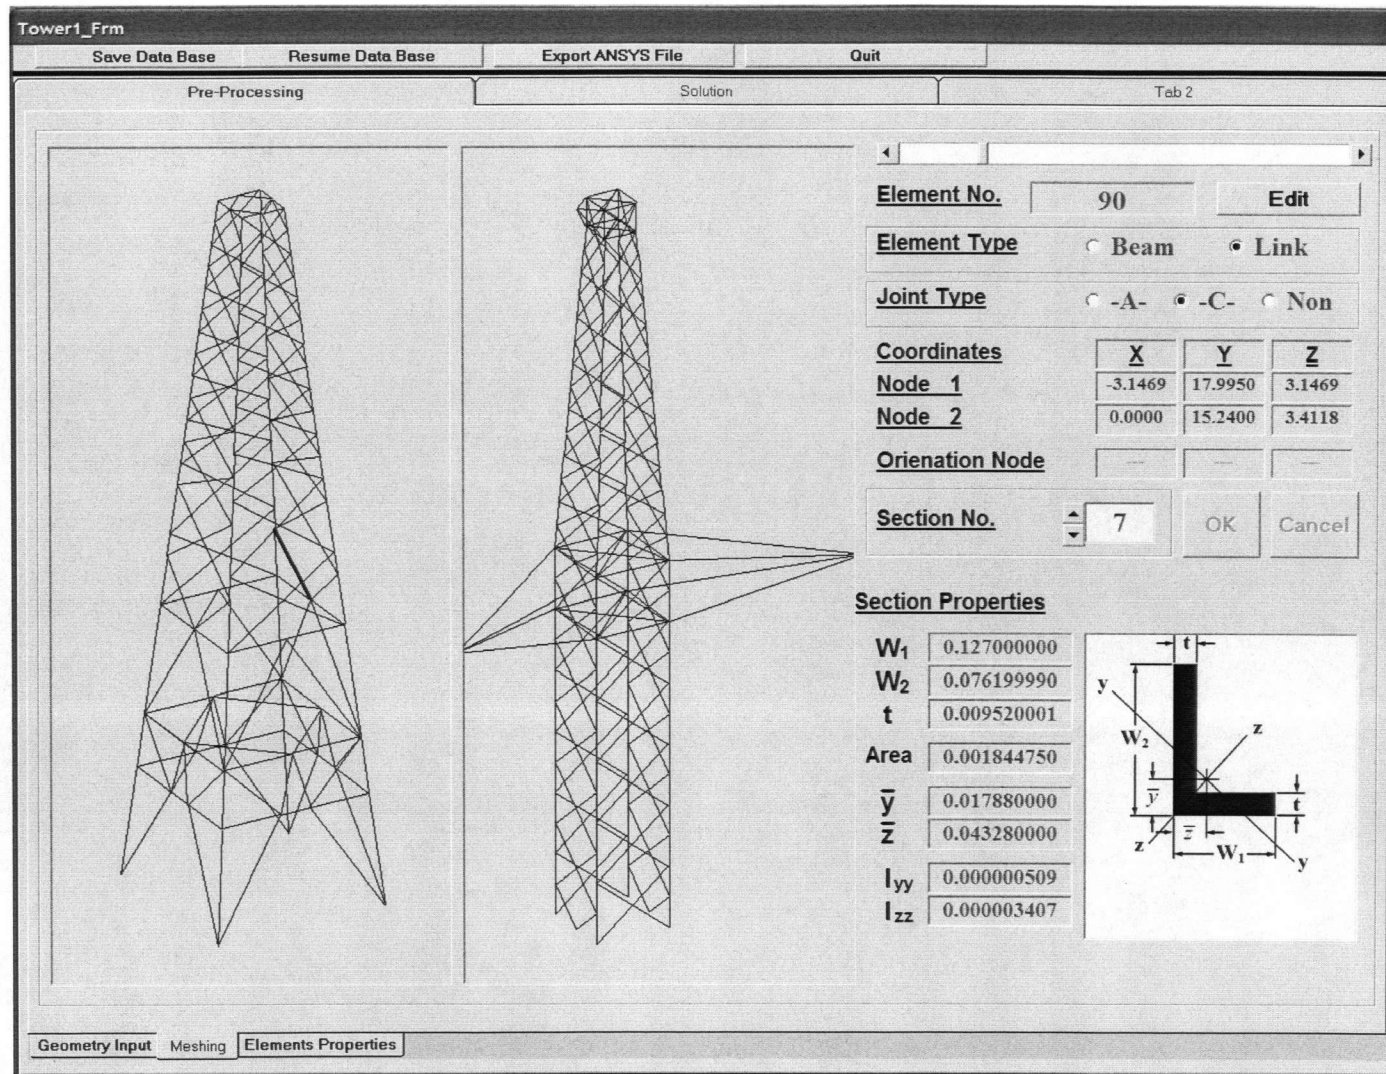 Tower1_Frm
Save Data Base Resume Data Base Export ANSYS File Quit
Pre-Processing Solution Tab 2
Element No. 90 Edit
Element Type Beam Link
Joint Type -A- -C- Non
Coordinates X Y Z
Node 1 -3.1469 17.9950 3.1469
Node 2 0.0000 15.2400 3.4118
Orienation Node --- --- ---
Section No. 7 OK Cancel
Section Properties
W1 0.127000000
W2 0.076199990
t 0.009520001
Area 0.001844750
y̅ 0.017880000
z̅ 0.043280000
Iyy 0.000000509
Izz 0.000003407
t
y
z
W2
y̅
t
z̅
z
W1
y
Geometry Input Meshing Elements Properties